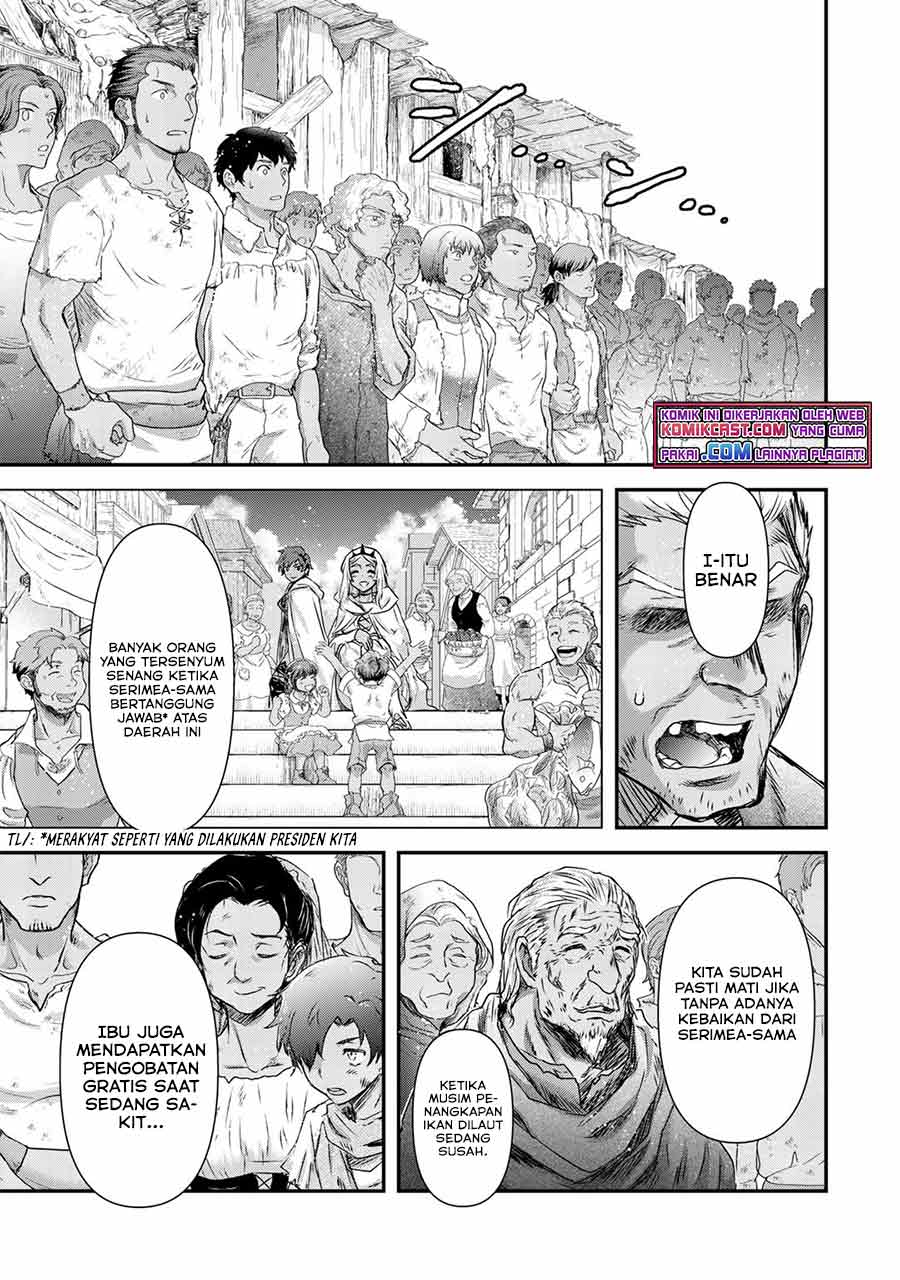 KOMIK INI DIKERJAKAN OLEH WEB
KOMIKCAST.COM YANG CUMA
PAKAI .COM LAINNYA PLAGIAT!
I-ITU
BENAR
BANYAK ORANG
YANG TERSENYUM
SENANG KETIKA
SERIMEA-SAMA
BERTANGGUNG
JAWAB* ATAS
DAERAH INI
TL/: *MERAKYAT SEPERTI YANG DILAKUKAN PRESIDEN KITA
KITA SUDAH
PASTI MATI JIKA
TANPA ADANYA
KEBAIKAN DARI
SERIMEA-SAMA
KETIKA
MUSIM PE-
NANGKAPAN
IKAN DILAUT
SEDANG
SUSAH.
IBU JUGA
MENDAPATKAN
PENGOBATAN
GRATIS SAAT
SEDANG SA-
KIT...